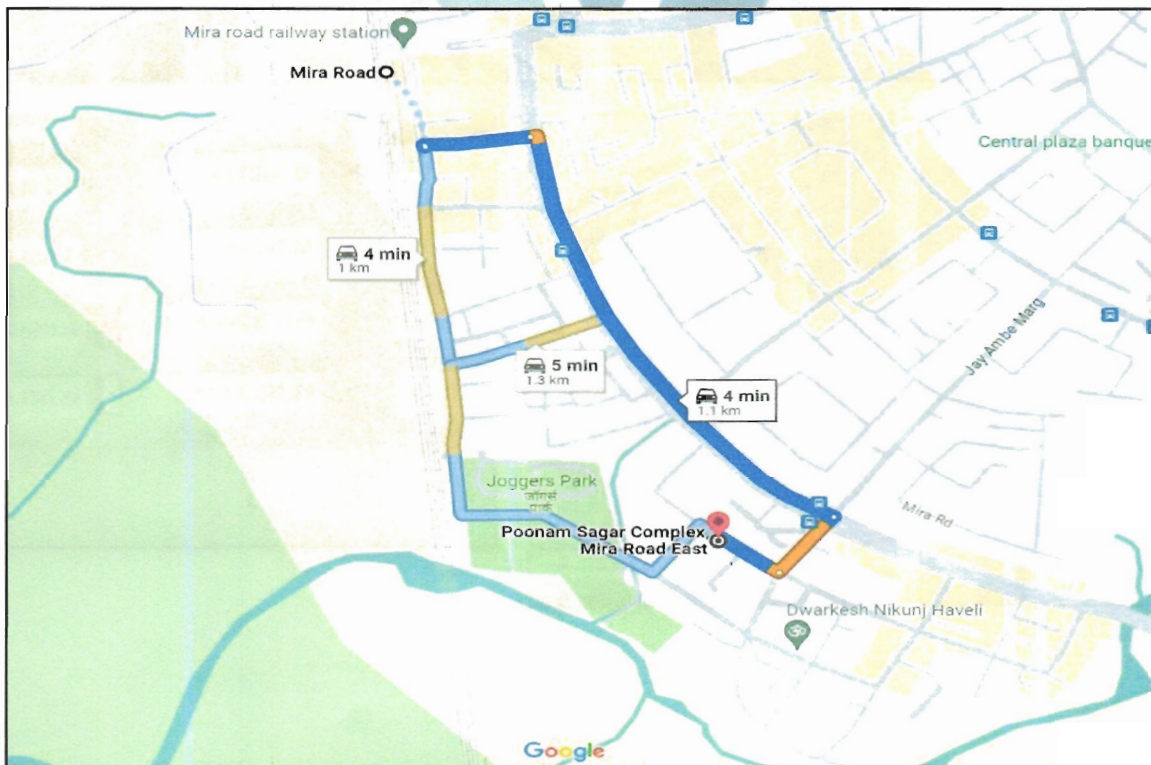 Mira road railway station
Mira Road
Central plaza banque
4 min
1 km
Jay Ambe Marg
5 min
1.3 km
4 min
1.1 km
Joggers Park
जॉगर्स
पार्क
Mira Rd
Poonam Sagar Complex,
Mira Road East
Dwarkesh Nikunj Haveli
Google